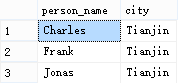 person_name city
1 Charles Tianjin
2 Frank Tianjin
3 Jonas Tianjin